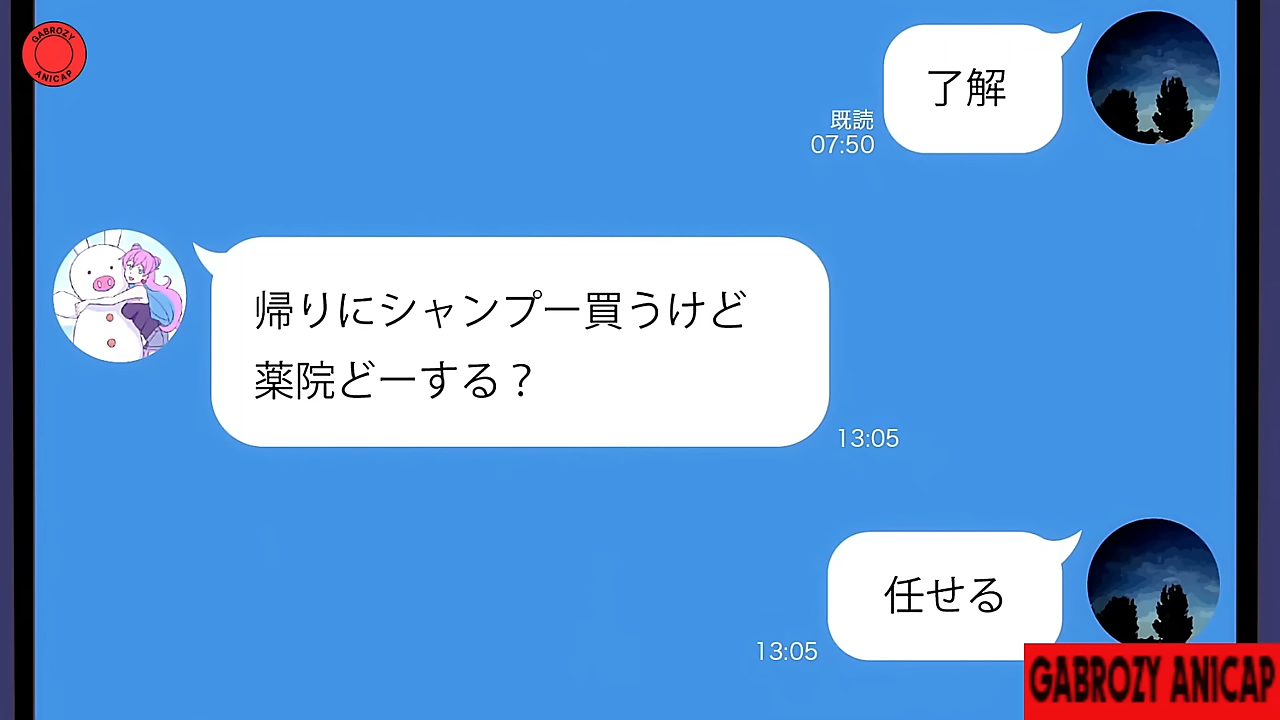 GABROZY
ANICAP
了解
既読
07:50
帰りにシャンプー買うけど
薬院どーする？
13:05
任せる
13:05
GABROZY ANICAP